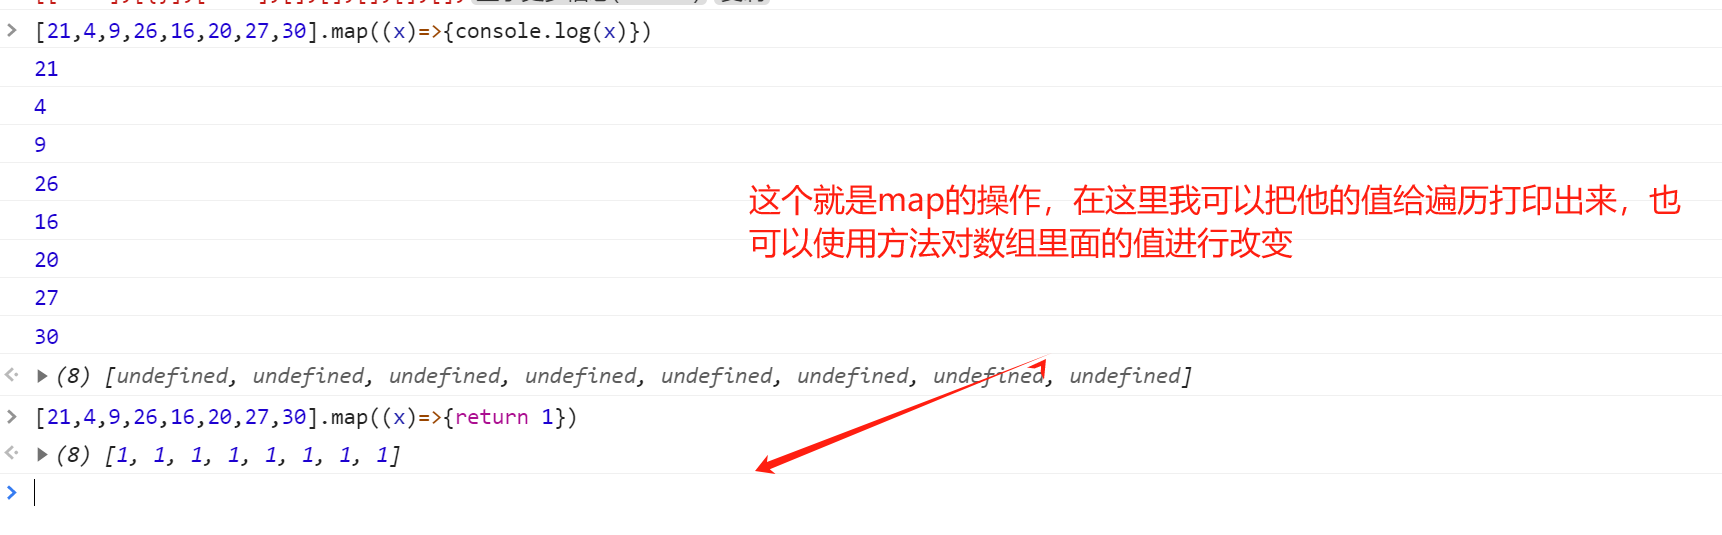 [21,4,9,26,16,20,27,30].map((x)=>{console.log(x)})
21
4
9
26
16
20
27
30
这个就是map的操作，在这里我可以把他的值给遍历打印出来，也
可以使用方法对数组里面的值进行改变
(8) [undefined, undefined, undefined, undefined, undefined, undefined, undefined, undefined]
[21,4,9,26,16,20,27,30].map((x)=>{return 1})
(8) [1, 1, 1, 1, 1, 1, 1, 1]